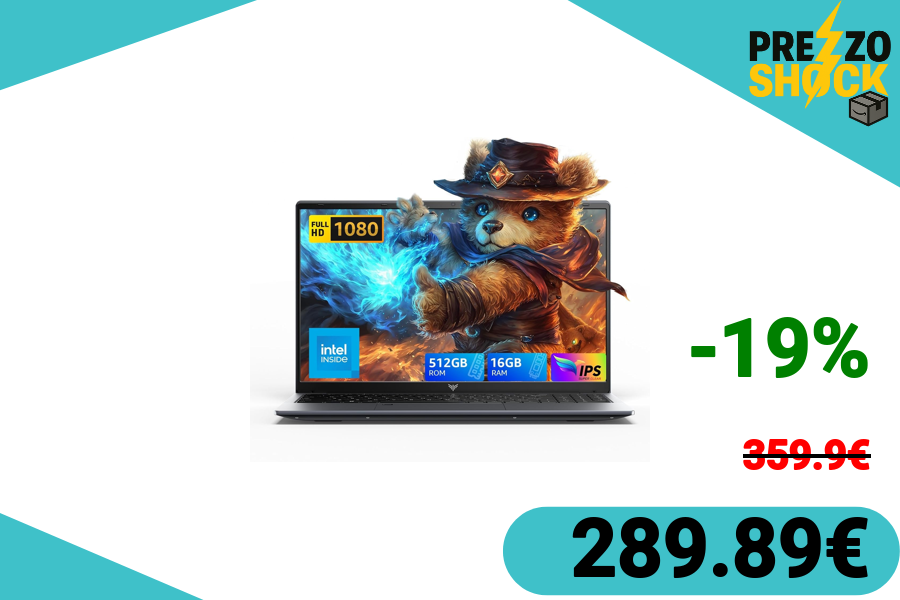 PREZZO
SHOCK
FULL
HD
1080
intel
INSIDE
512GB
ROM
16GB
RAM
IPS
-19%
359.9€
289.89€